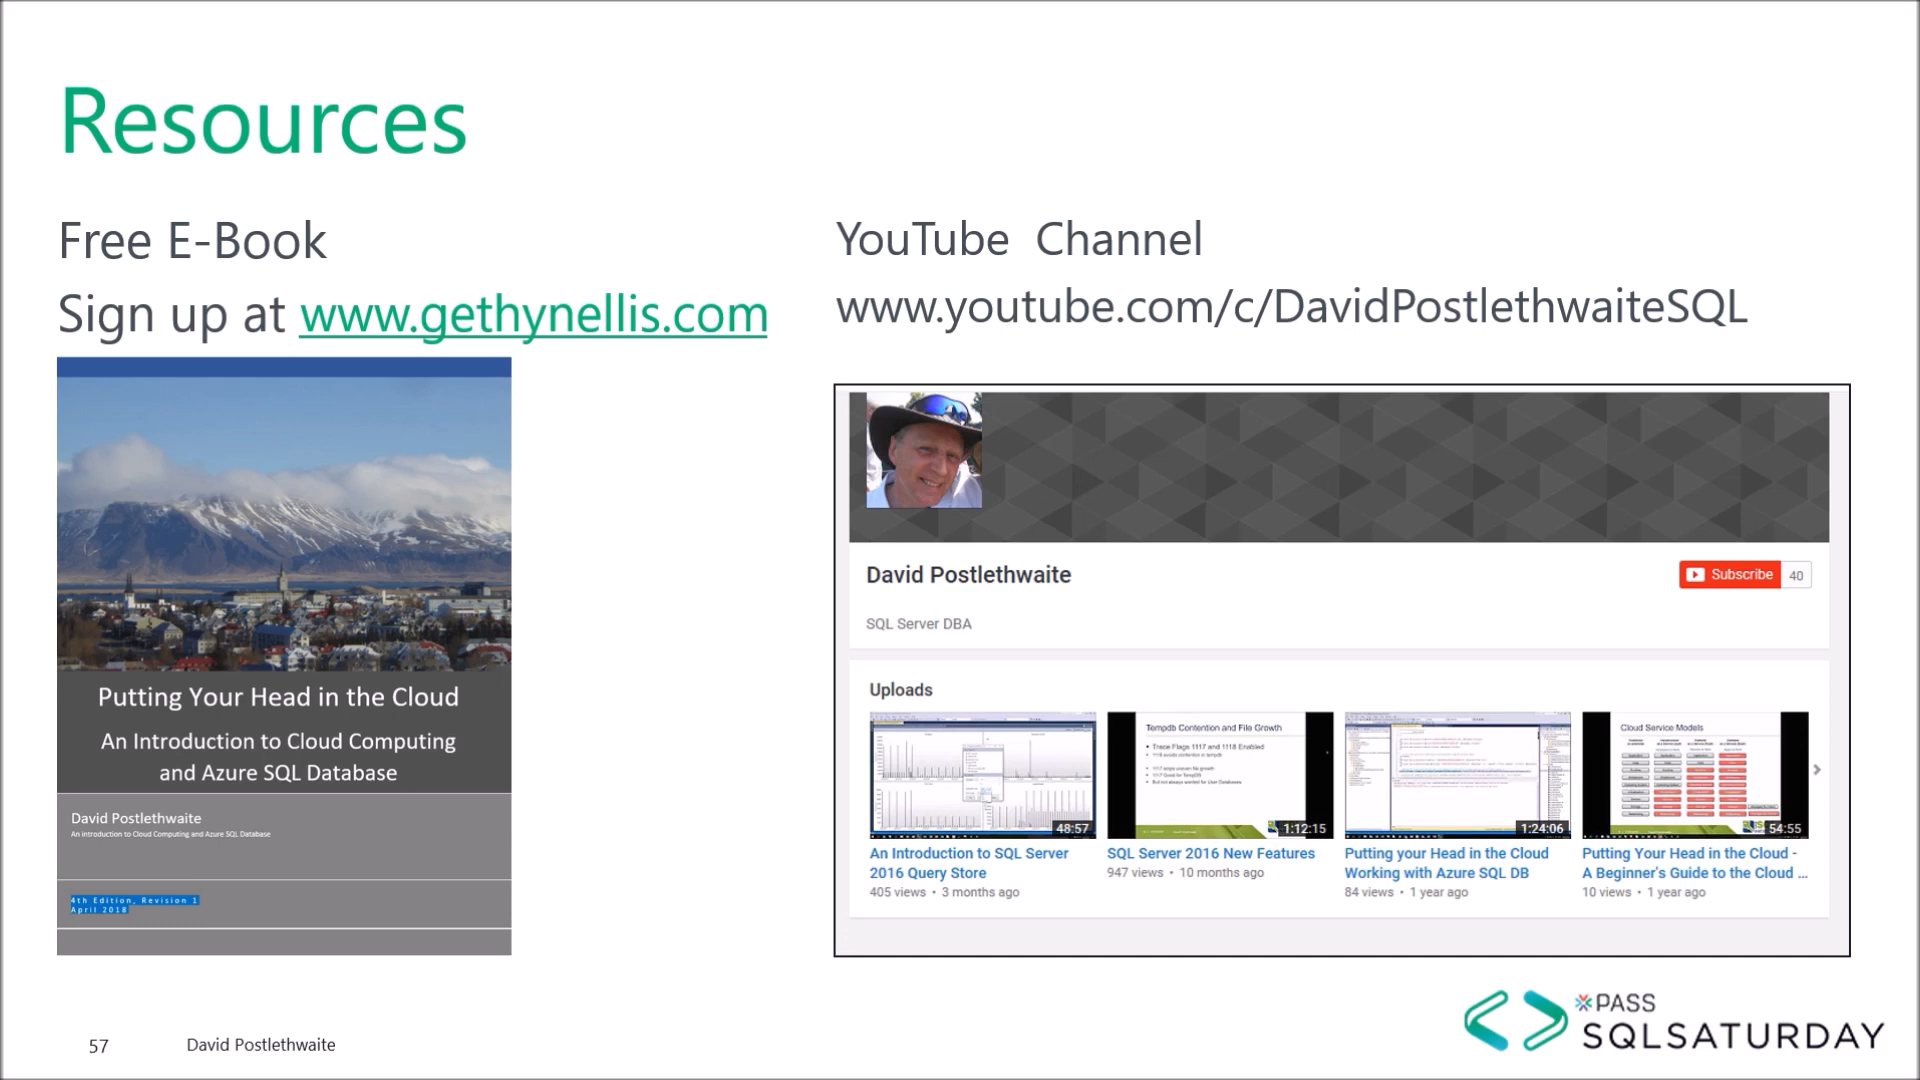 Resources
Free E-Book
Sign up at www.gethynellis.com
Putting Your Head in the Cloud
An Introduction to Cloud Computing
and Azure SQL Database
David Postlethwaite
An introduction to Cloud Computing and Azure SQL Database
4th Edition, Revision 1
April 2018
YouTube Channel
www.youtube.com/c/DavidPostlethwaiteSQL
David Postlethwaite
Subscribe 40
SQL Server DBA
Uploads
48:57
An Introduction to SQL Server
2016 Query Store
405 views • 3 months ago
Tempdb Contention and File Growth
Trace Flags 1117 and 1118 Enabled
1:12:15
SQL Server 2016 New Features
947 views • 10 months ago
1:24:06
Putting your Head in the Cloud
Working with Azure SQL DB
84 views • 1 year ago
Cloud Service Models
54:55
Putting Your Head in the Cloud -
A Beginner's Guide to the Cloud ...
10 views • 1 year ago
57
David Postlethwaite
PASS
SQLSATURDAY